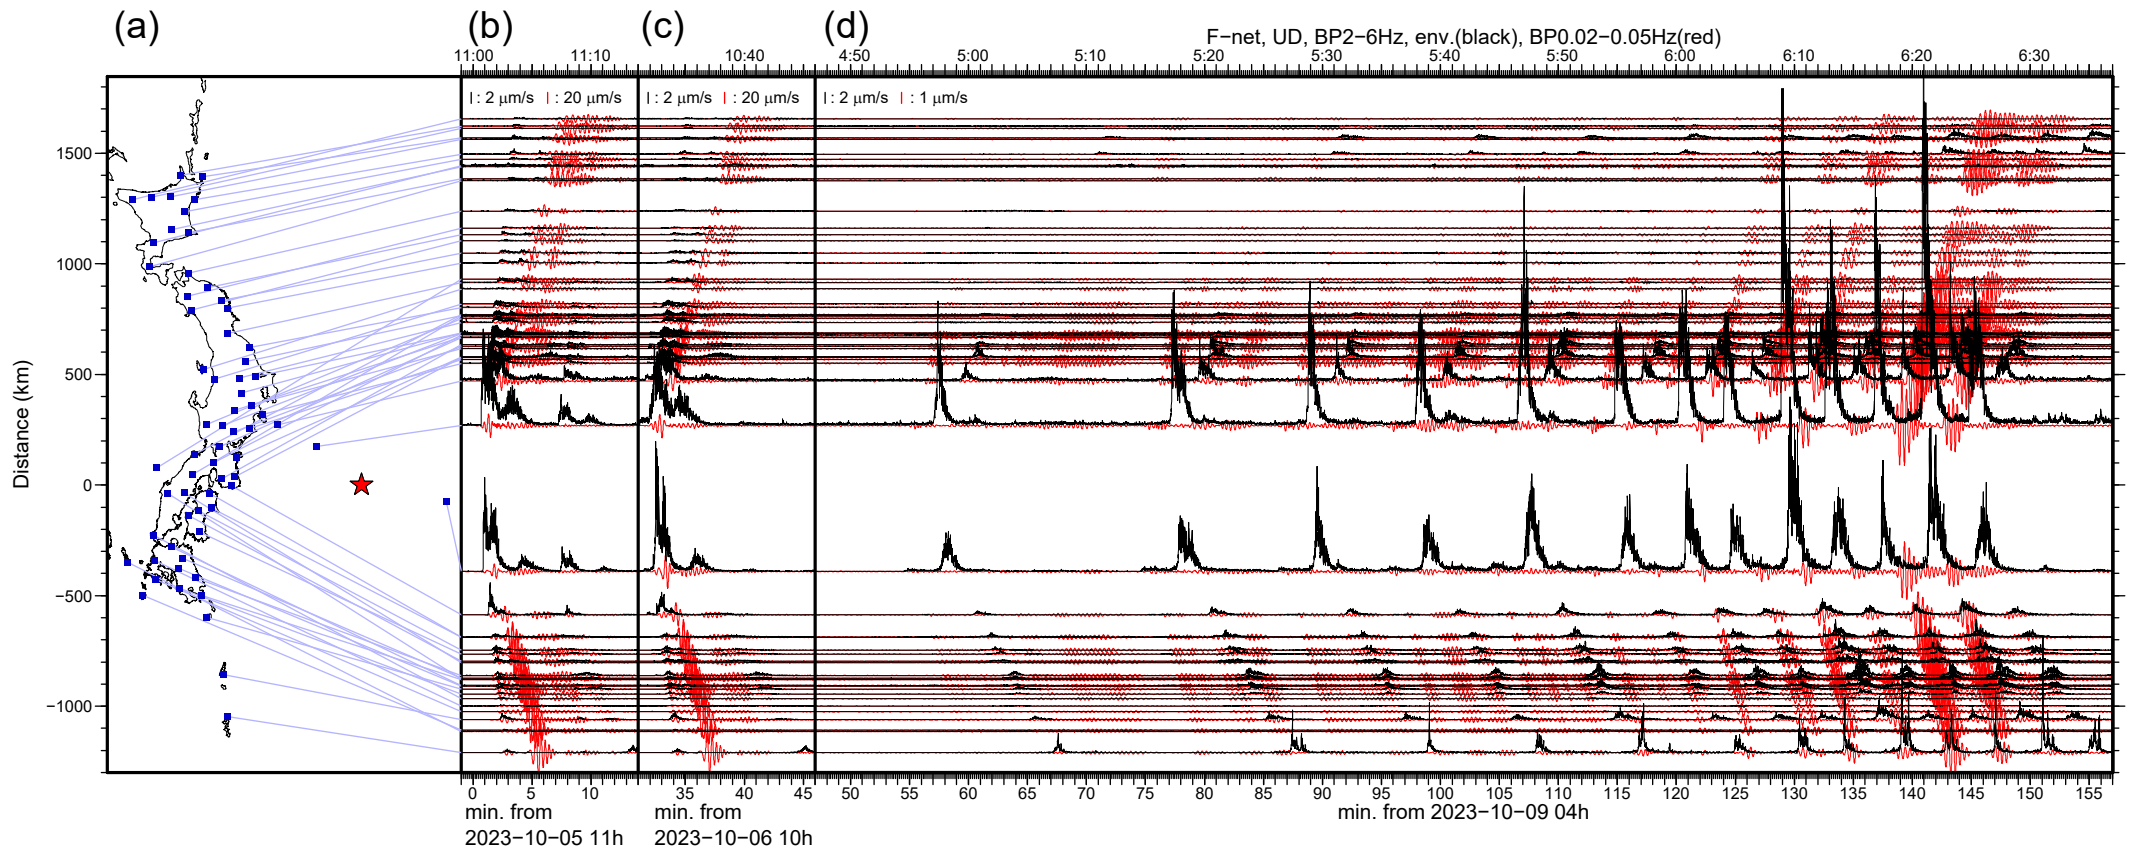 (a) (b) (c) (d)
F−net, UD, BP2−6Hz, env.(black), BP0.02−0.05Hz(red)
11:00 11:10 10:40 4:50 5:00 5:10 5:20 5:30 5:40 5:50 6:00 6:10 6:20 6:30
: 2 μm/s : 20 μm/s : 2 μm/s : 20 μm/s : 2 μm/s : 1 μm/s
Distance (km)
1500
1000
500
0
−500
−1000
0 5 10 35 40 45 50 55 60 65 70 75 80 85 90 95 100 105 110 115 120 125 130 135 140 145 150 155
min. from min. from min. from 2023−10−09 04h
2023−10−05 11h 2023−10−06 10h